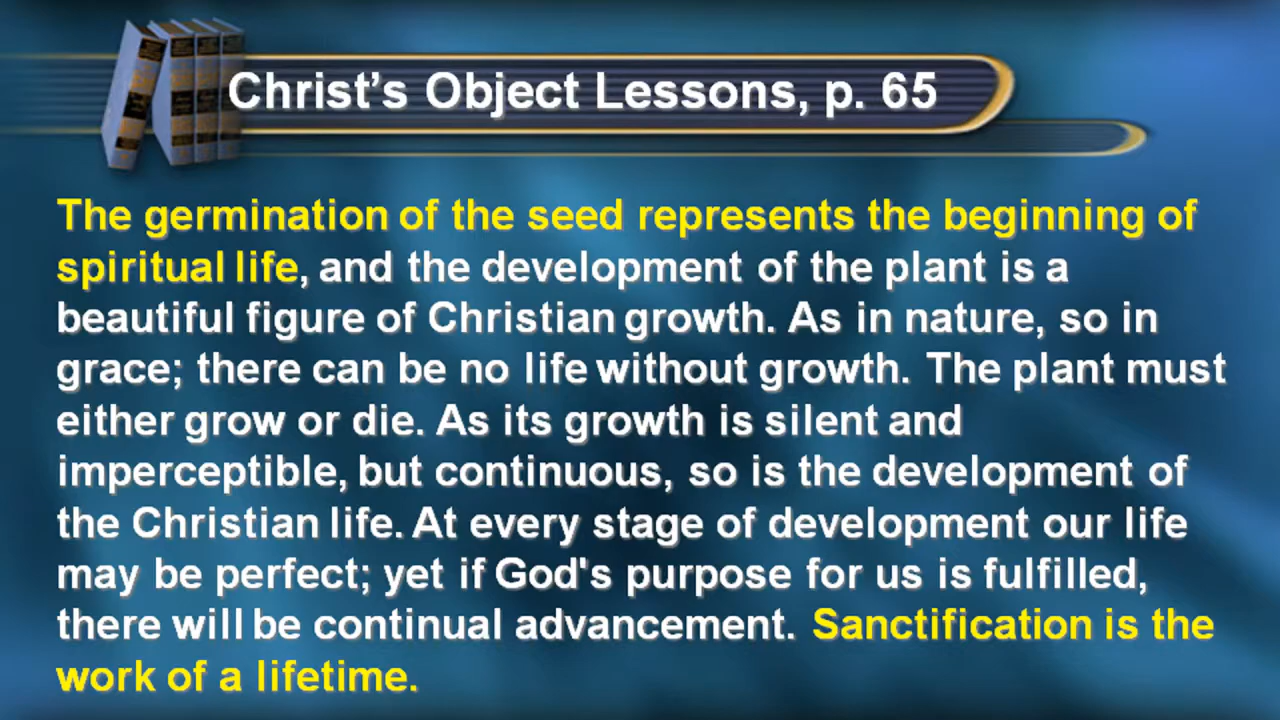 Christ’s Object Lessons, p. 65
The germination of the seed represents the beginning of
spiritual life, and the development of the plant is a
beautiful figure of Christian growth. As in nature, so in
grace; there can be no life without growth. The plant must
either grow or die. As its growth is silent and
imperceptible, but continuous, so is the development of
the Christian life. At every stage of development our life
may be perfect; yet if God's purpose for us is fulfilled,
there will be continual advancement. Sanctification is the
work of a lifetime.